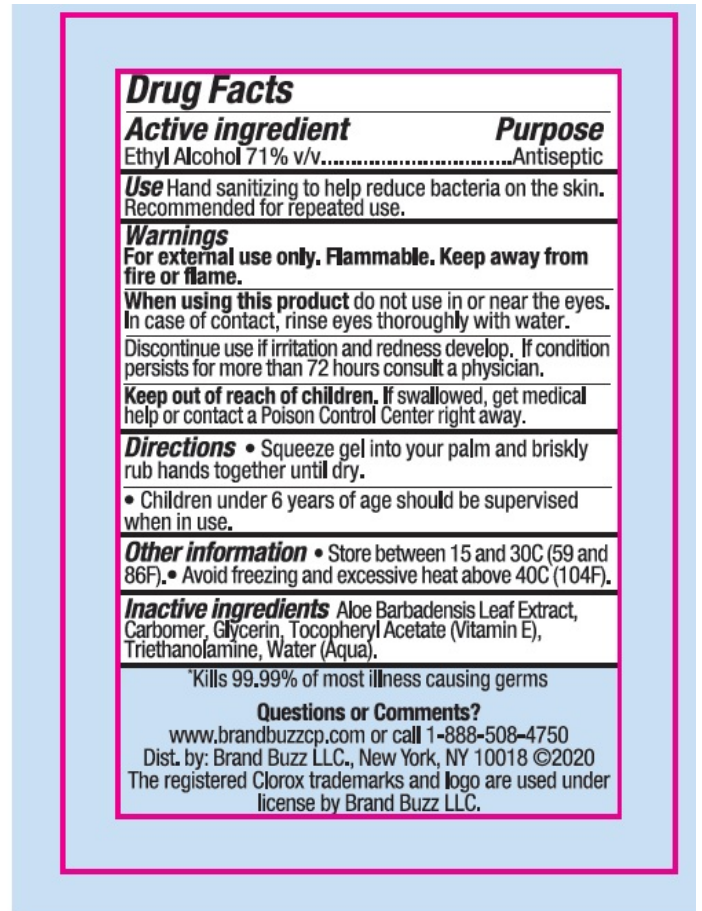 Drug Facts
Active ingredient Purpose
Ethyl Alcohol 71% v/v................................Antiseptic
Use Hand sanitizing to help reduce bacteria on the skin.
Recommended for repeated use.
Warnings
For external use only. Flammable. Keep away from
fire or flame.
When using this product do not use in or near the eyes.
In case of contact, rinse eyes thoroughly with water.
Discontinue use if irritation and redness develop. If condition
persists for more than 72 hours consult a physician.
Keep out of reach of children. If swallowed, get medical
help or contact a Poison Control Center right away.
Directions • Squeeze gel into your palm and briskly
rub hands together until dry.
• Children under 6 years of age should be supervised
when in use.
Other information • Store between 15 and 30C (59 and
86F).• Avoid freezing and excessive heat above 40C (104F).
Inactive ingredients Aloe Barbadensis Leaf Extract,
Carbomer, Glycerin, Tocopheryl Acetate (Vitamin E),
Triethanolamine, Water (Aqua).
*Kills 99.99% of most illness causing germs
Questions or Comments?
www.brandbuzzcp.com or call 1-888-508-4750
Dist. by: Brand Buzz LLC., New York, NY 10018 ©2020
The registered Clorox trademarks and logo are used under
license by Brand Buzz LLC.